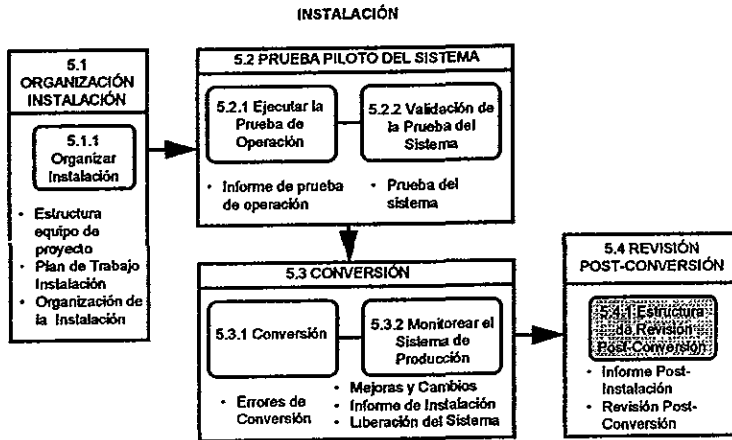 INSTALACIÓN
5.1
ORGANIZACIÓN
INSTALACIÓN
5.1.1
Organizar
Instalación
• Estructura
equipo de
proyecto
• Plan de Trabajo
Instalación
• Organización de
la Instalación
5.2 PRUEBA PILOTO DEL SISTEMA
5.2.1 Ejecutar la
Prueba de
Operación
• Informe de prueba
de operación
5.2.2 Validación de
la Prueba del
Sistema
• Prueba del
sistema
5.3 CONVERSIÓN
5.3.1 Conversión
• Errores de
Conversión
5.3.2 Monitorear el
Sistema de
Producción
• Mejoras y Cambios
• Informe de Instalación
• Liberación del Sistema
5.4 REVISIÓN
POST-CONVERSIÓN
5.4.1 Estructura
de Revisión
Post-Conversión
• Informe Post-
Instalación
• Revisión Post-
Conversión